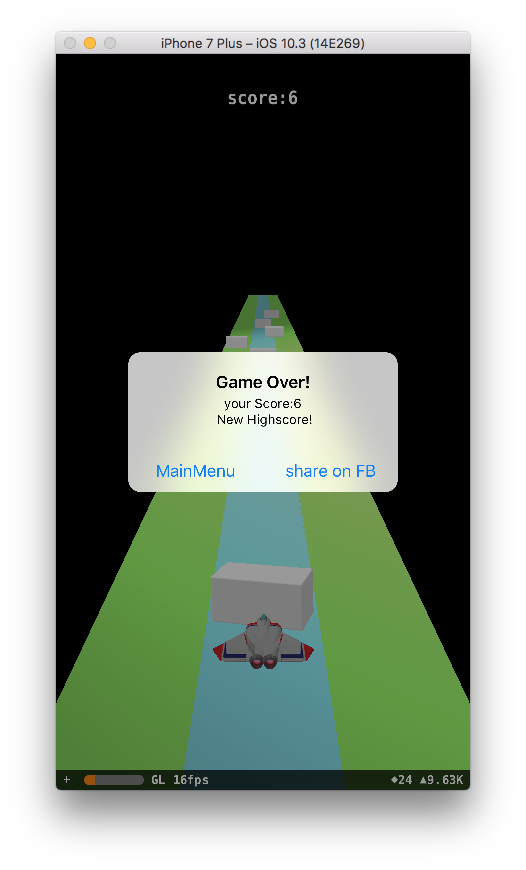 iPhone 7 Plus – iOS 10.3 (14E269)
score:6
Game Over!
your Score:6
New Highscore!
MainMenu share on FB
+ GL 16fps ◆24 ▲9.63K